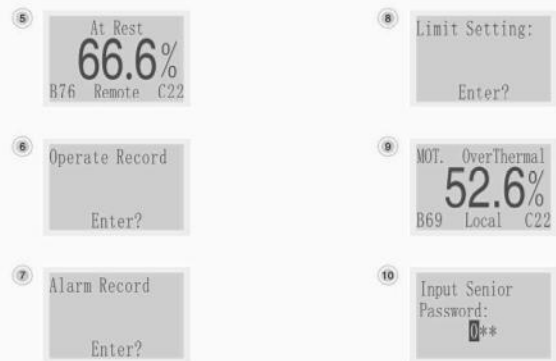 5
At Rest
66.6%
B76 Remote C22
6
Operate Record
Enter?
7
Alarm Record
Enter?
8
Limit Setting:
Enter?
9
MOT. OverThermal
52.6%
B69 Local C22
10
Input Senior
Password:
0**